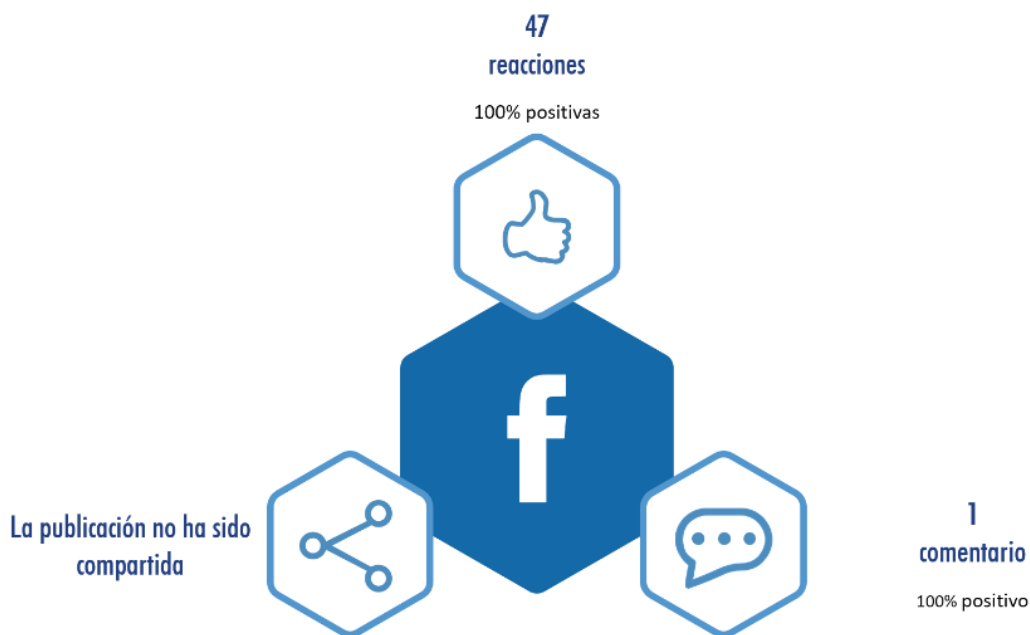 47
reacciones
100% positivas
f
La publicación no ha sido
compartida
1
comentario
100% positivo